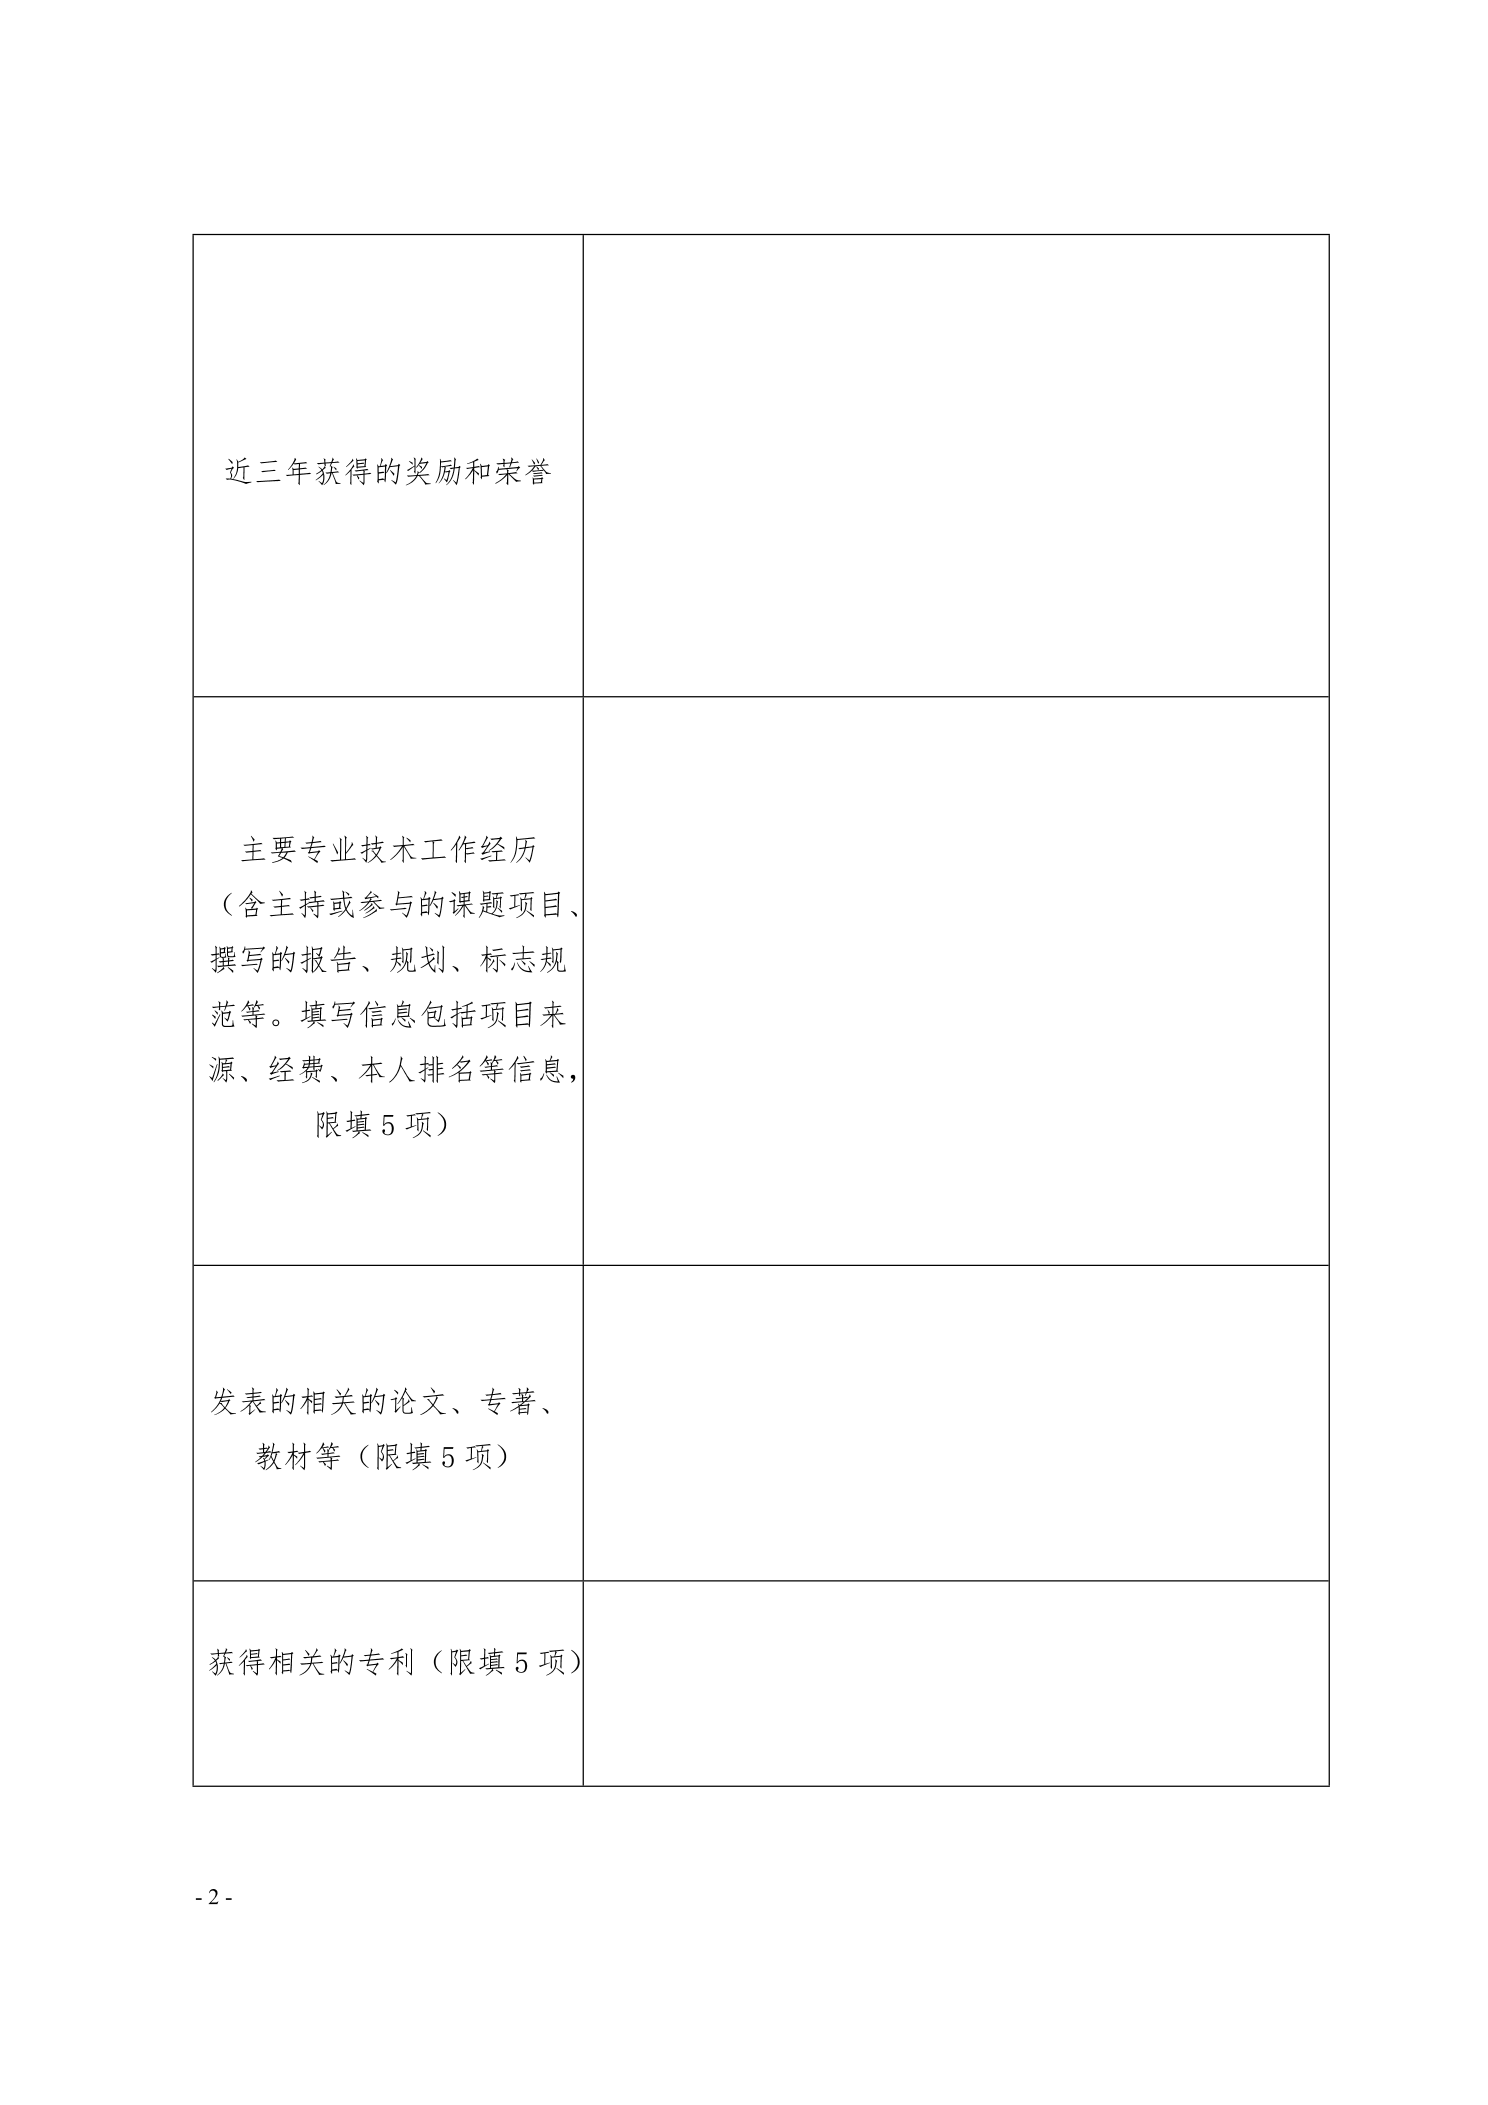 近三年获得的奖励和荣誉
主要专业技术工作经历
（含主持或参与的课题项目、
撰写的报告、规划、标志规
范等。填写信息包括项目来
源、经费、本人排名等信息，
限填 5 项）
发表的相关的论文、专著、
教材等（限填 5 项）
获得相关的专利（限填 5 项）
- 2 -